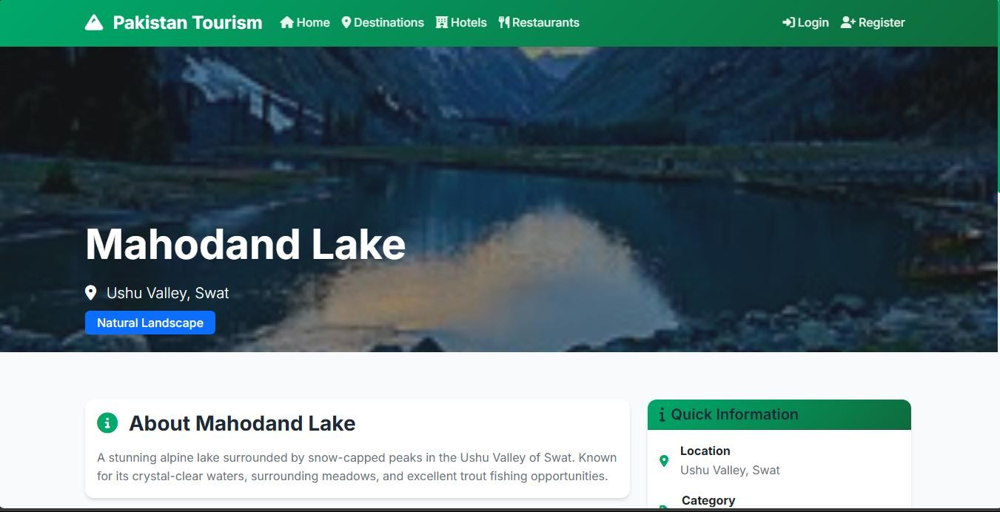 Pakistan Tourism Home Destinations Hotels Restaurants Login Register
Mahodand Lake
Ushu Valley, Swat
Natural Landscape
About Mahodand Lake
A stunning alpine lake surrounded by snow-capped peaks in the Ushu Valley of Swat. Known
for its crystal-clear waters, surrounding meadows, and excellent trout fishing opportunities.
Quick Information
Location
Ushu Valley, Swat
Category